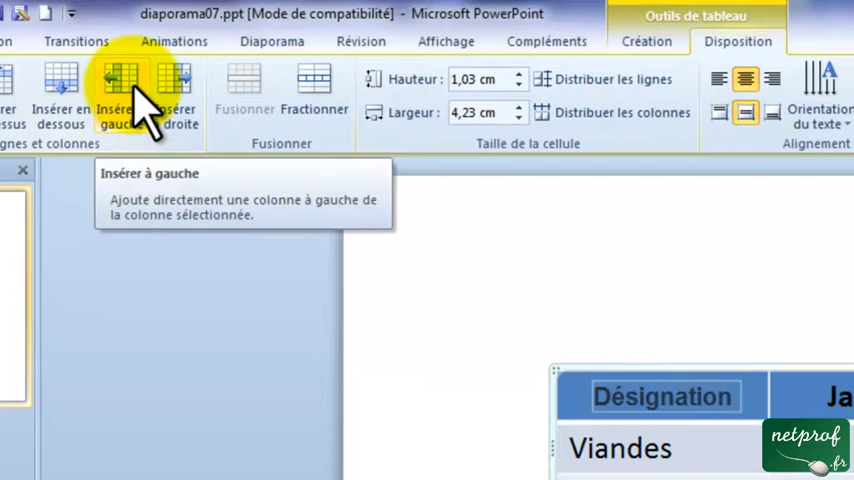 diaporama07.ppt [Mode de compatibilité] - Microsoft PowerPoint
Outils de tableau
Transitions Animations Diaporama Révision Affichage Compléments Création Disposition
Insérer en dessous
gauche
droite
Fusionner Fractionner
Hauteur : 1,03 cm
Distribuer les lignes
Largeur : 4,23 cm
Distribuer les colonnes
Orientation du texte
gnes et colonnes Fusionner Taille de la cellule Alignement
Insérer à gauche
Ajoute directement une colonne à gauche de
la colonne sélectionnée.
Désignation Ja
Viandes
netprof
.fr